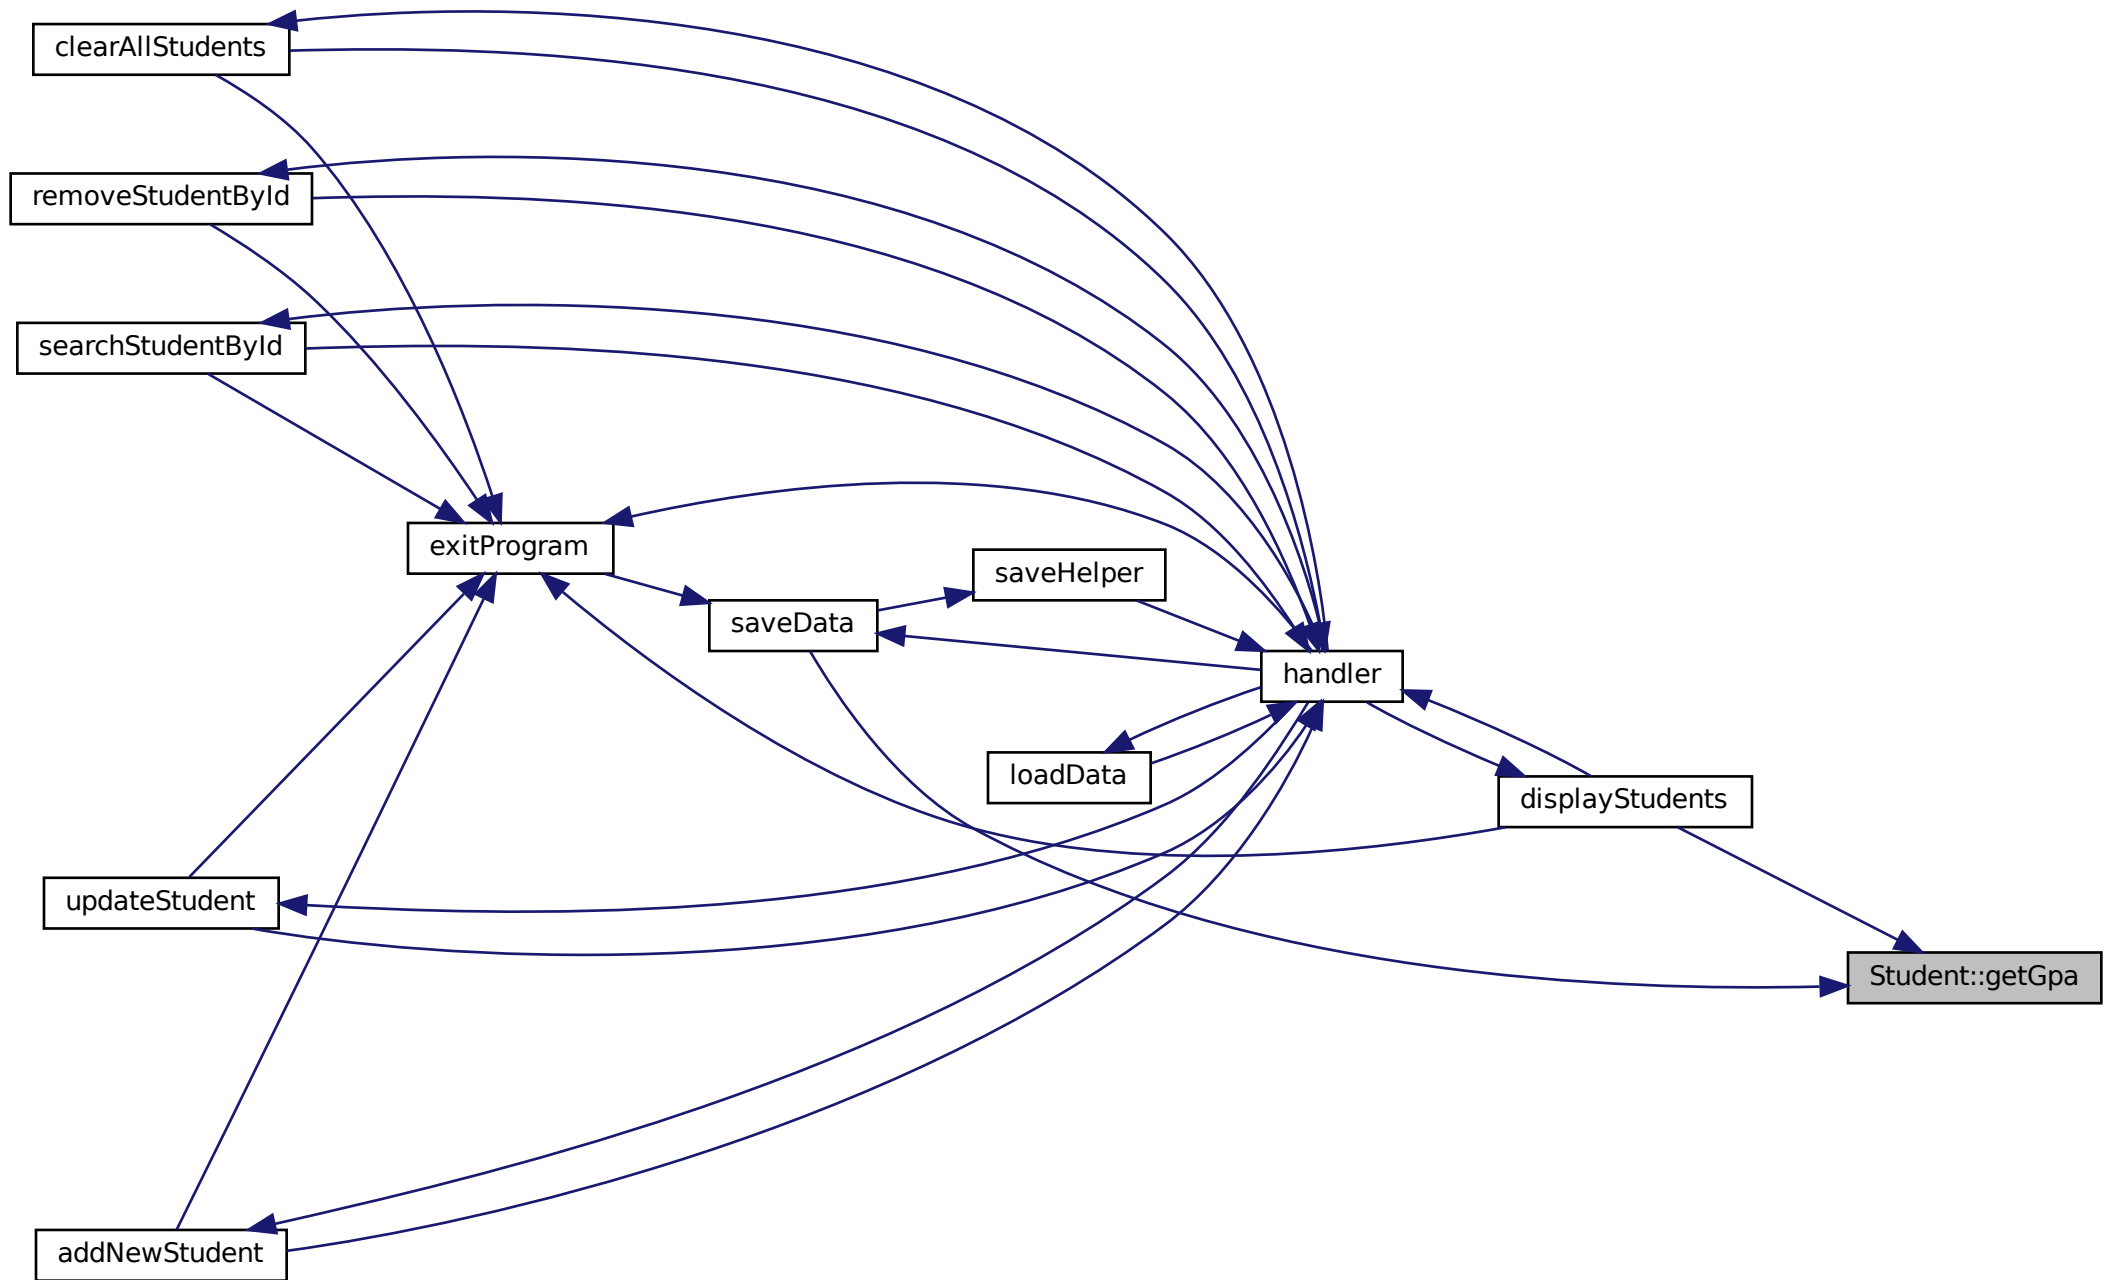 clearAllStudents
removeStudentById
searchStudentById
exitProgram
saveHelper
saveData
handler
loadData
displayStudents
updateStudent
Student::getGpa
addNewStudent